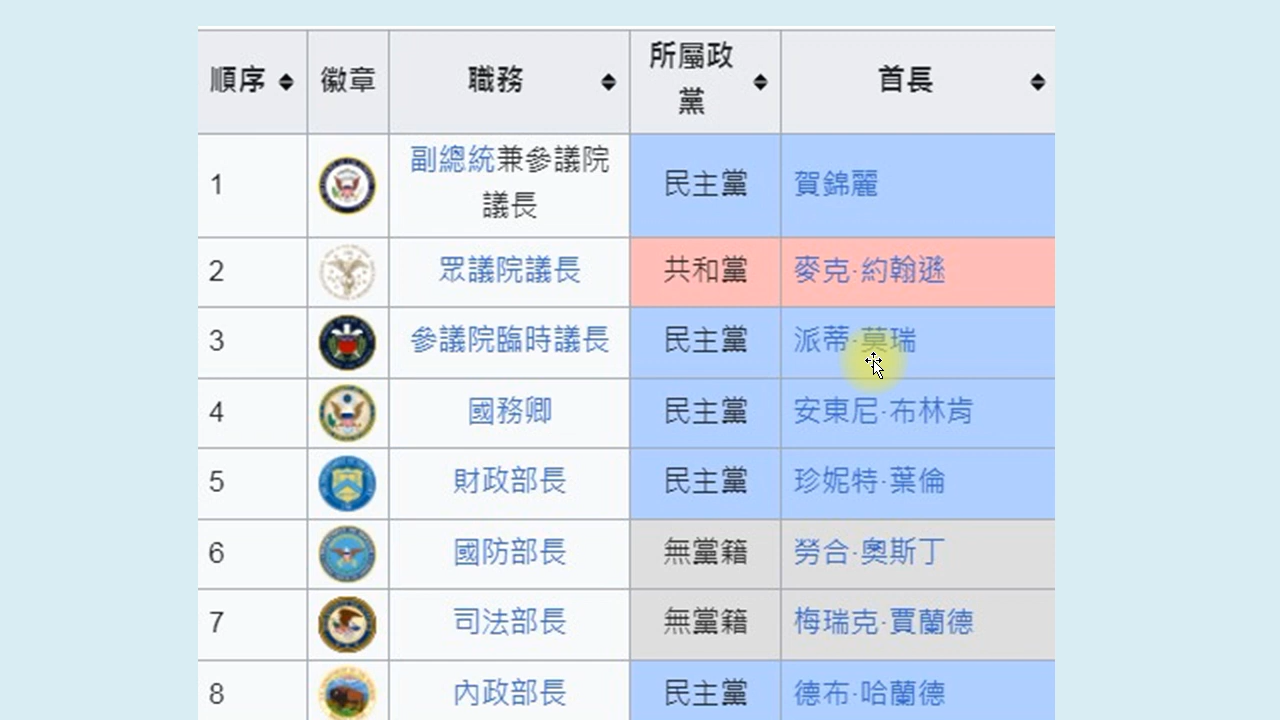 順序 徽章 職務 所屬政黨 首長
1 副總統兼參議院議長 民主黨 賀錦麗
2 眾議院議長 共和黨 麥克·約翰遜
3 參議院臨時議長 民主黨 派蒂·莫瑞
4 國務卿 民主黨 安東尼·布林肯
5 財政部長 民主黨 珍妮特·葉倫
6 國防部長 無黨籍 勞合·奧斯丁
7 司法部長 無黨籍 梅瑞克·賈蘭德
8 內政部長 民主黨 德布·哈蘭德